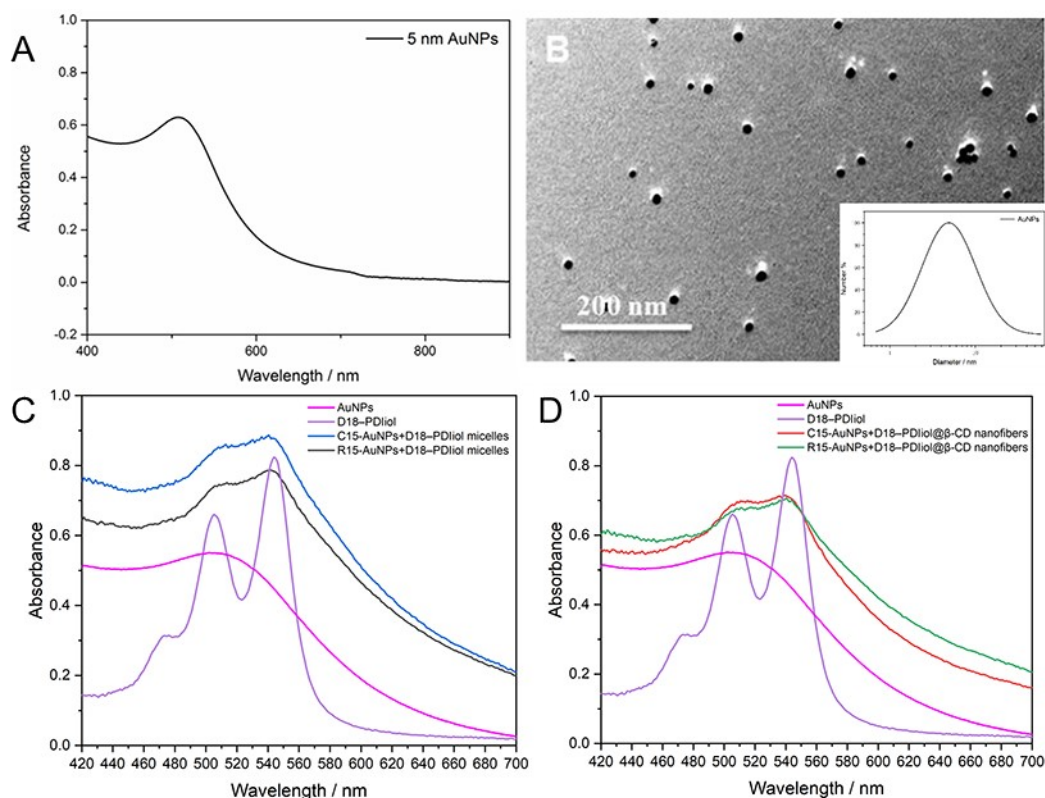 A
5 nm AuNPs
1.0
0.8
0.6
0.4
0.2
0.0
-0.2
Absorbance
400
600
800
Wavelength / nm
B
200 nm
AuNPs
Number %
Diameter / nm
C
AuNPs
D18–PDIiol
C15-AuNPs+D18–PDIiol micelles
R15-AuNPs+D18–PDIiol micelles
1.0
0.8
0.6
0.4
0.2
0.0
Absorbance
420 440 460 480 500 520 540 560 580 600 620 640 660 680 700
Wavelength / nm
D
AuNPs
D18–PDIiol
C15-AuNPs+D18–PDIiol@β-CD nanofibers
R15-AuNPs+D18–PDIiol@β-CD nanofibers
1.0
0.8
0.6
0.4
0.2
0.0
Absorbance
420 440 460 480 500 520 540 560 580 600 620 640 660 680 700
Wavelength / nm